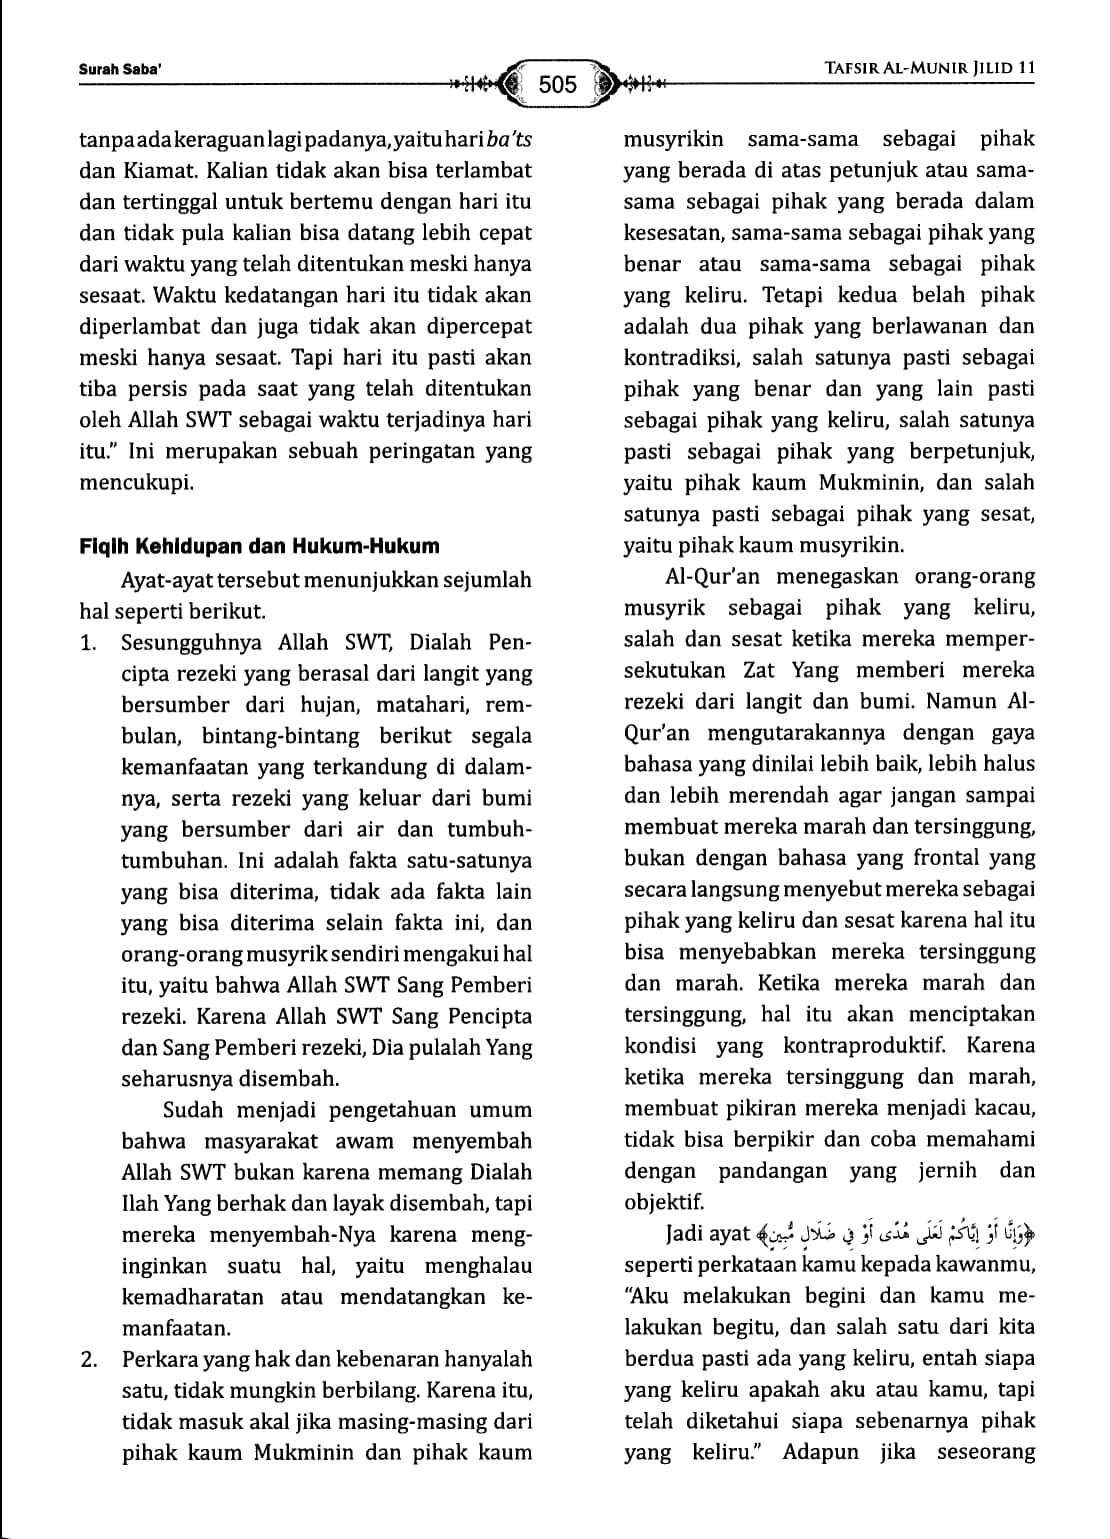 Surah Saba'
505
TAFSIR AL-MUNIR JILID 11
tanpa ada keraguan lagi padanya, yaitu hari ba'ts
dan Kiamat. Kalian tidak akan bisa terlambat
dan tertinggal untuk bertemu dengan hari itu
dan tidak pula kalian bisa datang lebih cepat
dari waktu yang telah ditentukan meski hanya
sesaat. Waktu kedatangan hari itu tidak akan
diperlambat dan juga tidak akan dipercepat
meski hanya sesaat. Tapi hari itu pasti akan
tiba persis pada saat yang telah ditentukan
oleh Allah SWT sebagai waktu terjadinya hari
itu.” Ini merupakan sebuah peringatan yang
mencukupi.
Fiqih Kehidupan dan Hukum-Hukum
Ayat-ayat tersebut menunjukkan sejumlah
hal seperti berikut.
1. Sesungguhnya Allah SWT, Dialah Pen-
cipta rezeki yang berasal dari langit yang
bersumber dari hujan, matahari, rem-
bulan, bintang-bintang berikut segala
kemanfaatan yang terkandung di dalam-
nya, serta rezeki yang keluar dari bumi
yang bersumber dari air dan tumbuh-
tumbuhan. Ini adalah fakta satu-satunya
yang bisa diterima, tidak ada fakta lain
yang bisa diterima selain fakta ini, dan
orang-orang musyrik sendiri mengakui hal
itu, yaitu bahwa Allah SWT Sang Pemberi
rezeki. Karena Allah SWT Sang Pencipta
dan Sang Pemberi rezeki, Dia pulalah Yang
seharusnya disembah.
Sudah menjadi pengetahuan umum
bahwa masyarakat awam menyembah
Allah SWT bukan karena memang Dialah
Ilah Yang berhak dan layak disembah, tapi
mereka menyembah-Nya karena meng-
inginkan suatu hal, yaitu menghalau
kemadharatan atau mendatangkan ke-
manfaatan.
2. Perkara yang hak dan kebenaran hanyalah
satu, tidak mungkin berbilang. Karena itu,
tidak masuk akal jika masing-masing dari
pihak kaum Mukminin dan pihak kaum
musyrikin sama-sama sebagai pihak
yang berada di atas petunjuk atau sama-
sama sebagai pihak yang berada dalam
kesesatan, sama-sama sebagai pihak yang
benar atau sama-sama sebagai pihak
yang keliru. Tetapi kedua belah pihak
adalah dua pihak yang berlawanan dan
kontradiksi, salah satunya pasti sebagai
pihak yang benar dan yang lain pasti
sebagai pihak yang keliru, salah satunya
pasti sebagai pihak yang berpetunjuk,
yaitu pihak kaum Mukminin, dan salah
satunya pasti sebagai pihak yang sesat,
yaitu pihak kaum musyrikin.
Al-Qur'an menegaskan orang-orang
musyrik sebagai pihak yang keliru,
salah dan sesat ketika mereka memper-
sekutukan Zat Yang memberi mereka
rezeki dari langit dan bumi. Namun Al-
Qur'an mengutarakannya dengan gaya
bahasa yang dinilai lebih baik, lebih halus
dan lebih merendah agar jangan sampai
membuat mereka marah dan tersinggung,
bukan dengan bahasa yang frontal yang
secara langsung menyebut mereka sebagai
pihak yang keliru dan sesat karena hal itu
bisa menyebabkan mereka tersinggung
dan marah. Ketika mereka marah dan
tersinggung, hal itu akan menciptakan
kondisi yang kontraproduktif. Karena
ketika mereka tersinggung dan marah,
membuat pikiran mereka menjadi kacau,
tidak bisa berpikir dan coba memahami
dengan pandangan yang jernih dan
objektif.
Jadi ayat ﴿وَإِنَّا أَوْ إِيَّاكُمْ لَعَلَى هُدًى أَوْ فِي ضَلَالٍ مُّبِينٍ﴾
seperti perkataan kamu kepada kawanmu,
“Aku melakukan begini dan kamu me-
lakukan begitu, dan salah satu dari kita
berdua pasti ada yang keliru, entah siapa
yang keliru apakah aku atau kamu, tapi
telah diketahui siapa sebenarnya pihak
yang keliru.” Adapun jika seseorang